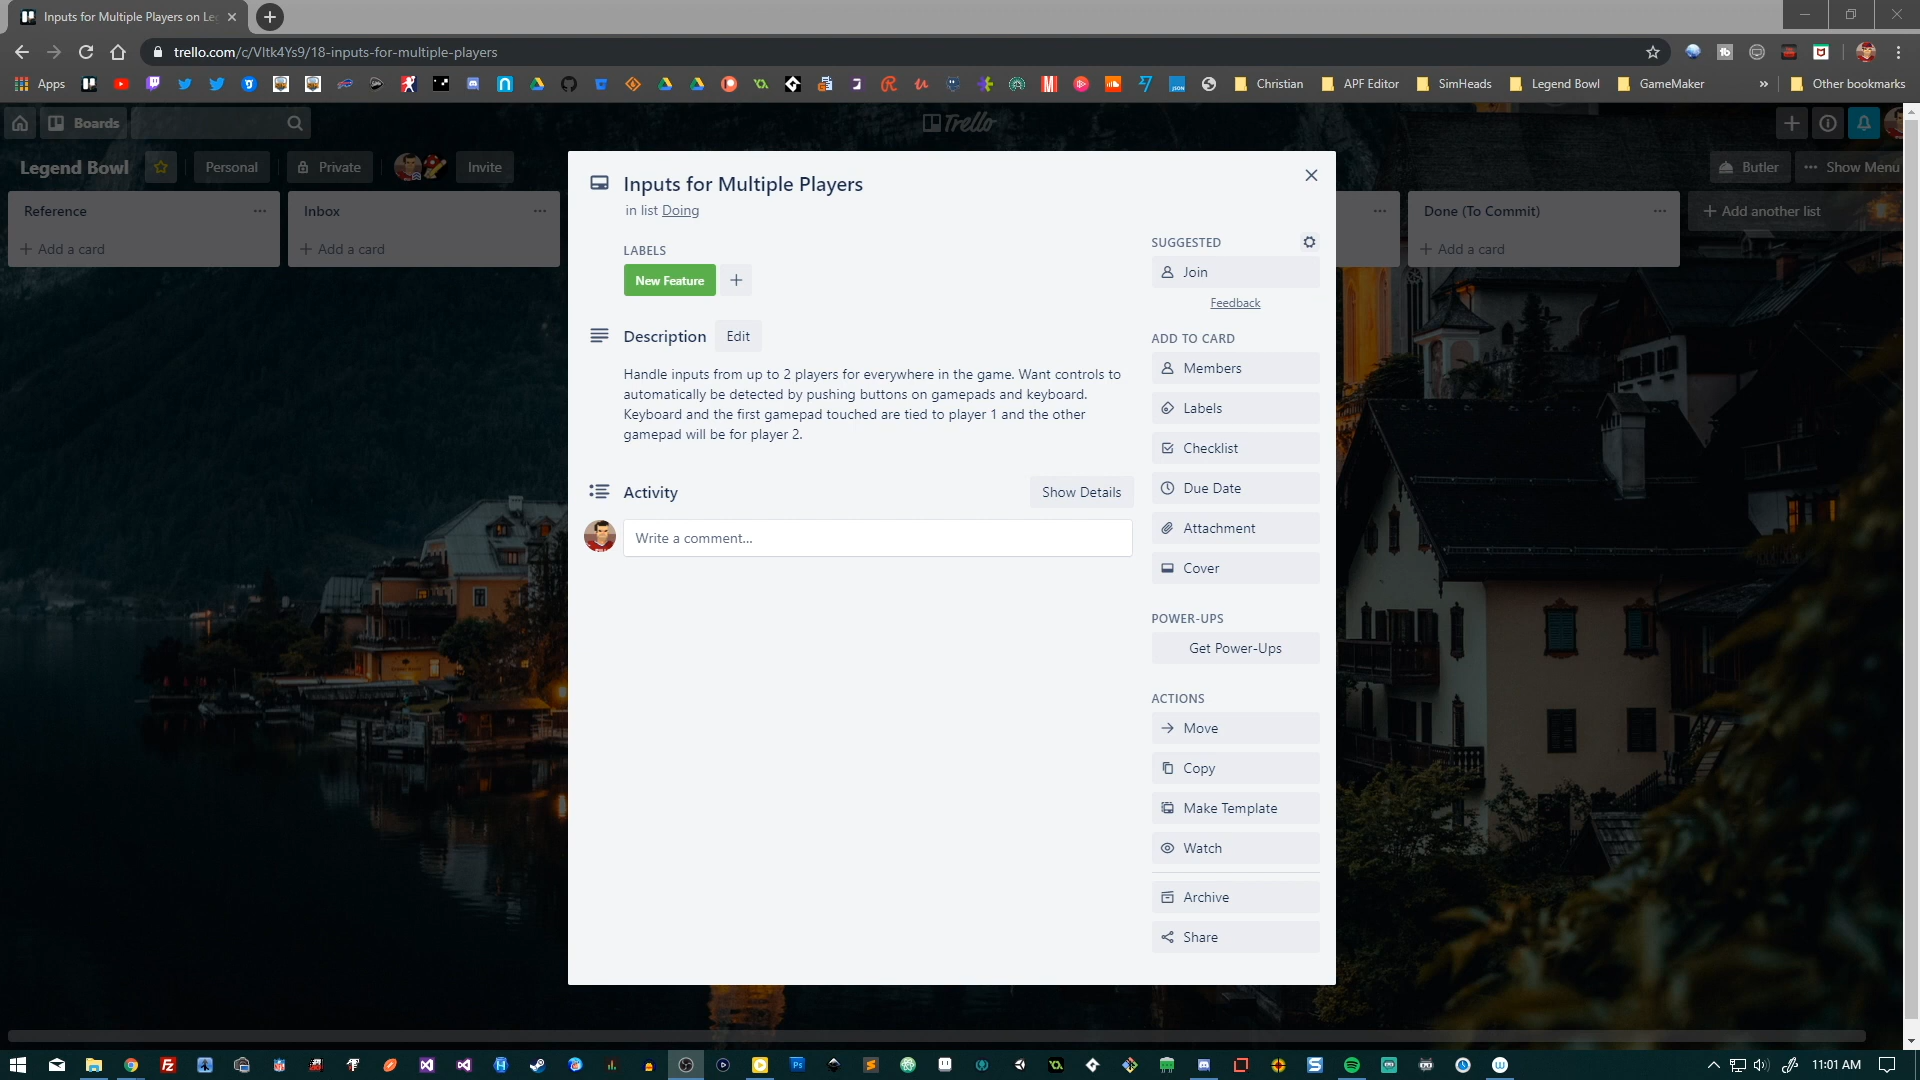 Inputs for Multiple Players on Le
trello.com/c/VItk4Ys9/18-inputs-for-multiple-players
Apps
Christian
APF Editor
SimHeads
Legend Bowl
GameMaker
»
Other bookmarks
Boards
Trello
Legend Bowl
Personal
Private
Invite
Butler
Show Menu
Reference
Add a card
Inbox
Add a card
Done (To Commit)
Add a card
Add another list
Inputs for Multiple Players
in list Doing
LABELS
New Feature
Description
Edit
Handle inputs from up to 2 players for everywhere in the game. Want controls to
automatically be detected by pushing buttons on gamepads and keyboard.
Keyboard and the first gamepad touched are tied to player 1 and the other
gamepad will be for player 2.
Activity
Show Details
Write a comment...
SUGGESTED
Join
Feedback
ADD TO CARD
Members
Labels
Checklist
Due Date
Attachment
Cover
POWER-UPS
Get Power-Ups
ACTIONS
Move
Copy
Make Template
Watch
Archive
Share
11:01 AM